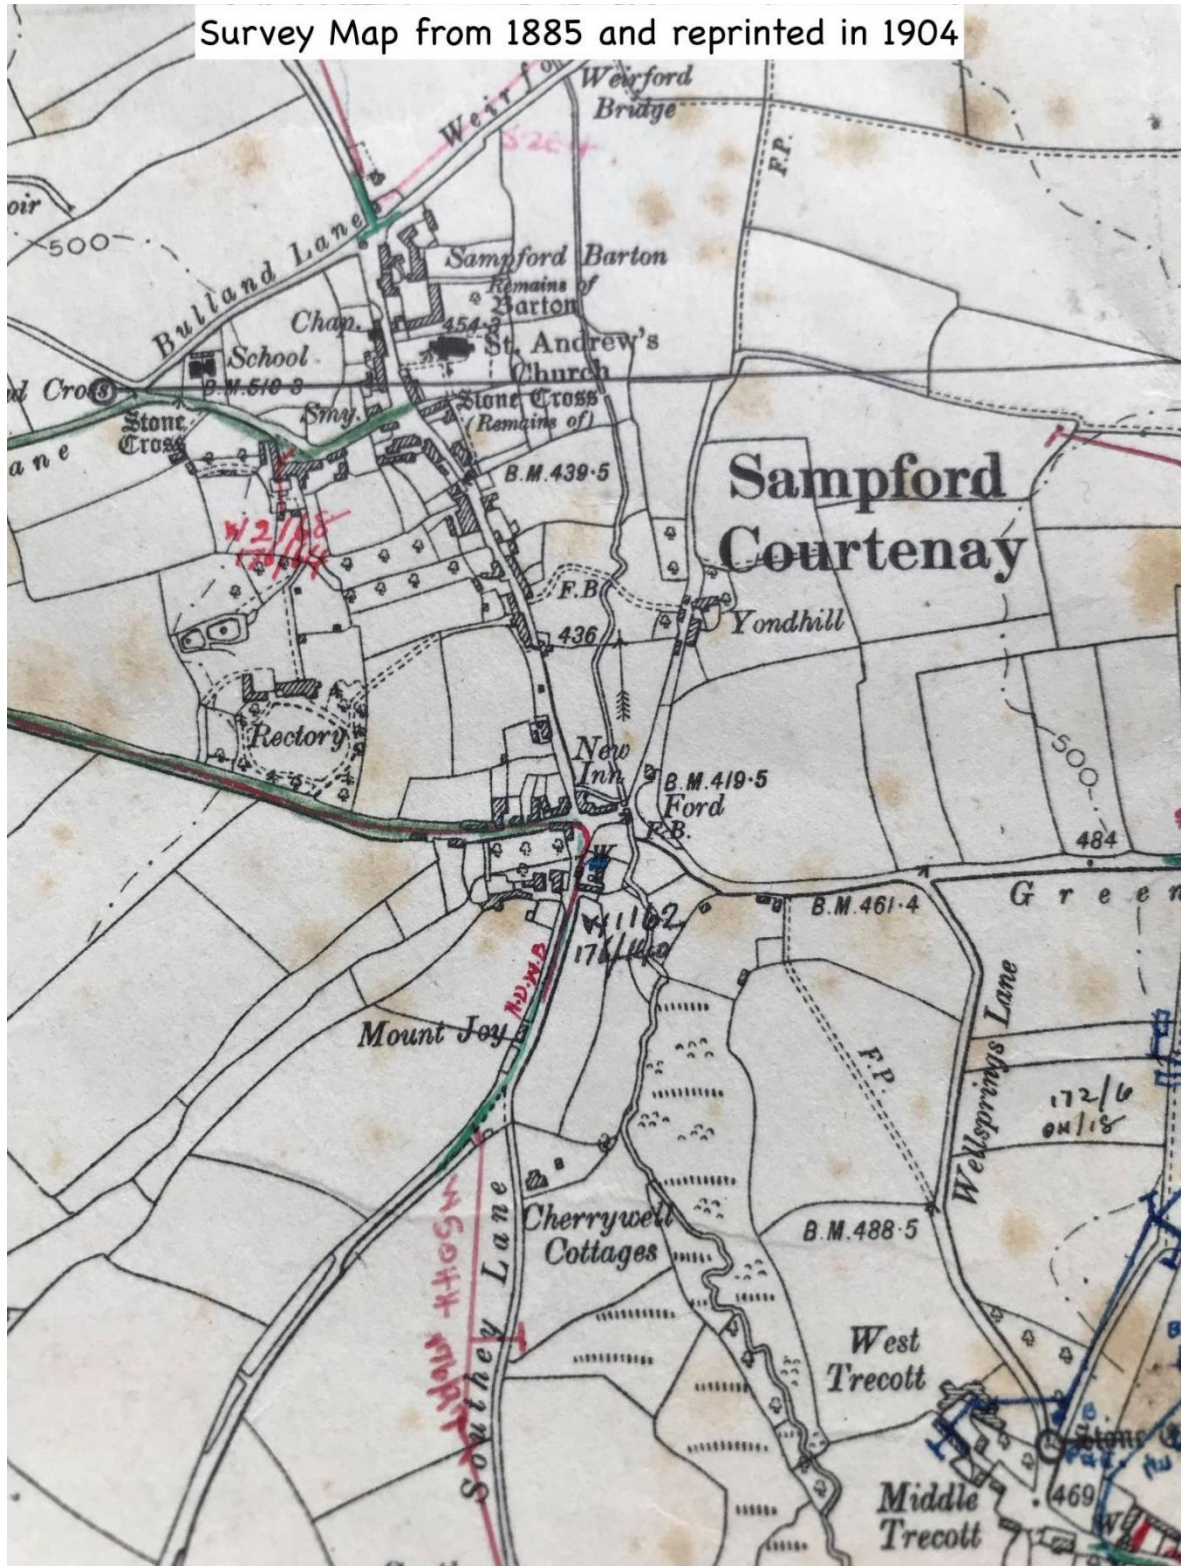 Survey Map from 1885 and reprinted in 1904
Weirford
Bridge
F.P.
500
Bulland Lane
Sampford Barton
Remains of
Barton
Chap.
454
St. Andrew's
Church
School
B.M.510·3
Stone
Cross
Smy.
Stone Cross
(Remains of)
B.M.439·5
Sampford
Courtenay
F.B.
436
Yondhill
Rectory
New
Inn
B.M.419·5
Ford
F.B.
500
484
Green
W
B.M.461·4
W1162
N.D.W.B
Mount Joy
F.P.
Wellsprings Lane
172/6
Cherrywell
Cottages
B.M.488·5
Southey Lane
West
Trecott
Middle
Trecott
469
W